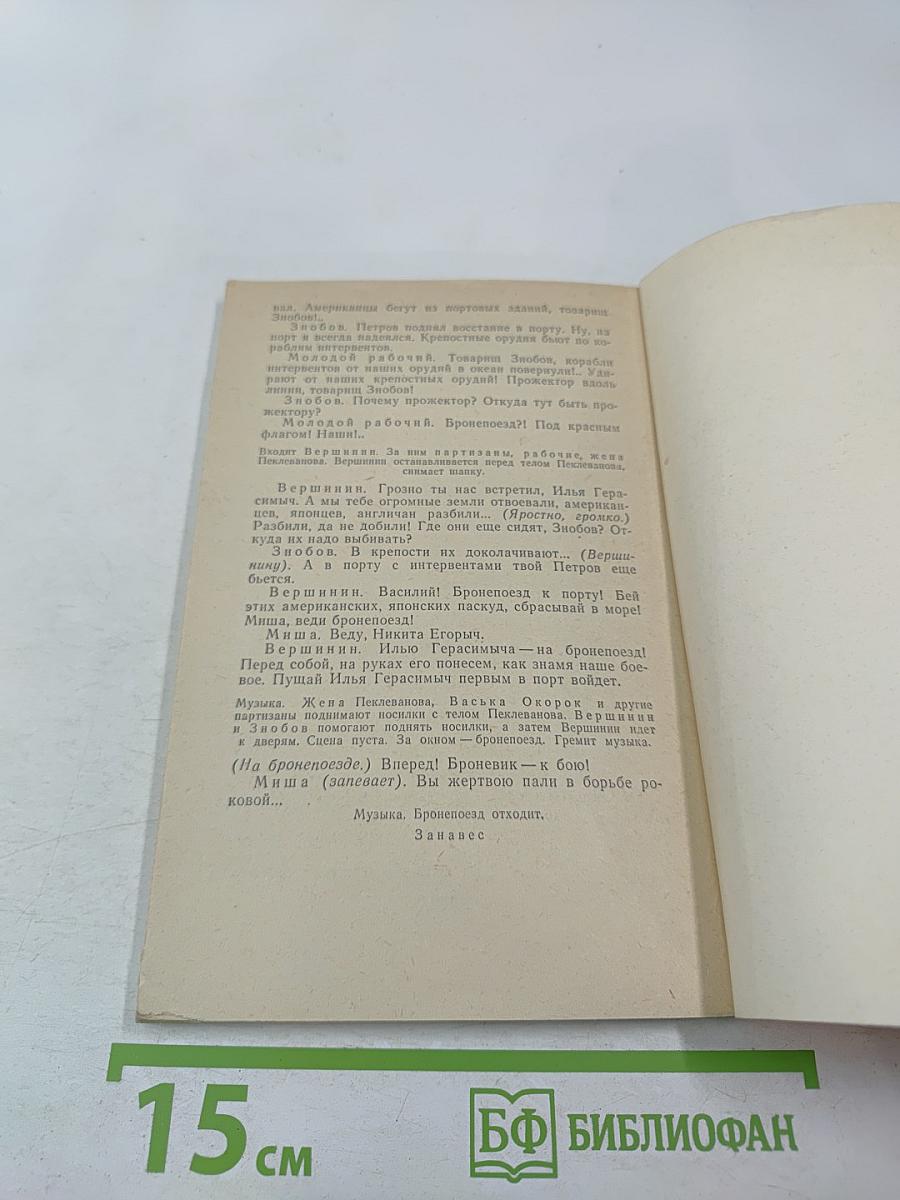 вал. Американцы бегут из портовых зданий, товарищ
Знобов!..
Знобов. Петров поднял восстание в порту. Ну, на
порт я всегда надеялся. Крепостные орудия бьют по ко-
раблям интервентов.
Молодой рабочий. Товарищ Знобов, корабли
интервентов от наших орудий в океан повернули!.. Уди-
рают от наших крепостных орудий! Прожектор вдоль
линии, товарищ Знобов!
Знобов. Почему прожектор? Откуда тут быть про-
жектору?
Молодой рабочий. Бронепоезд?! Под красным
флагом! Наши!..
Входит Вершинин. За ним партизаны, рабочие, жена
Пеклеванова. Вершинин останавливается перед телом Пеклеванова,
снимает шапку.
Вершинин. Грозно ты нас встретил, Илья Гера-
симыч. А мы тебе огромные земли отвоевали, американ-
цев, японцев, англичан разбили... (Яростно, громко.)
Разбили, да не добили! Где они еще сидят, Знобов? От-
куда их надо выбивать?
Знобов. В крепости их доколачивают... (Верши-
нину). А в порту с интервентами твой Петров еще
бьется.
Вершинин. Василий! Бронепоезд к порту! Бей
этих американских, японских паскуд, сбрасывай в море!
Миша, веди бронепоезд!
Миша. Веду, Никита Егорыч.
Вершинин. Илью Герасимыча — на бронепоезд!
Перед собой, на руках его понесем, как знамя наше бое-
вое. Пущай Илья Герасимыч первым в порт войдет.
Музыка. Жена Пеклеванова, Васька Окорок и другие
партизаны поднимают носилки с телом Пеклеванова. Вершинин
и Знобов помогают поднять носилки, а затем Вершинин идет
к дверям. Сцена пуста. За окном — бронепоезд. Гремит музыка.
(На бронепоезде.) Вперед! Броневик — к бою!
Миша (запевает). Вы жертвою пали в борьбе ро-
ковой...
Музыка. Бронепоезд отходит.
Занавес
15 см
БФ БИБЛИОФАН